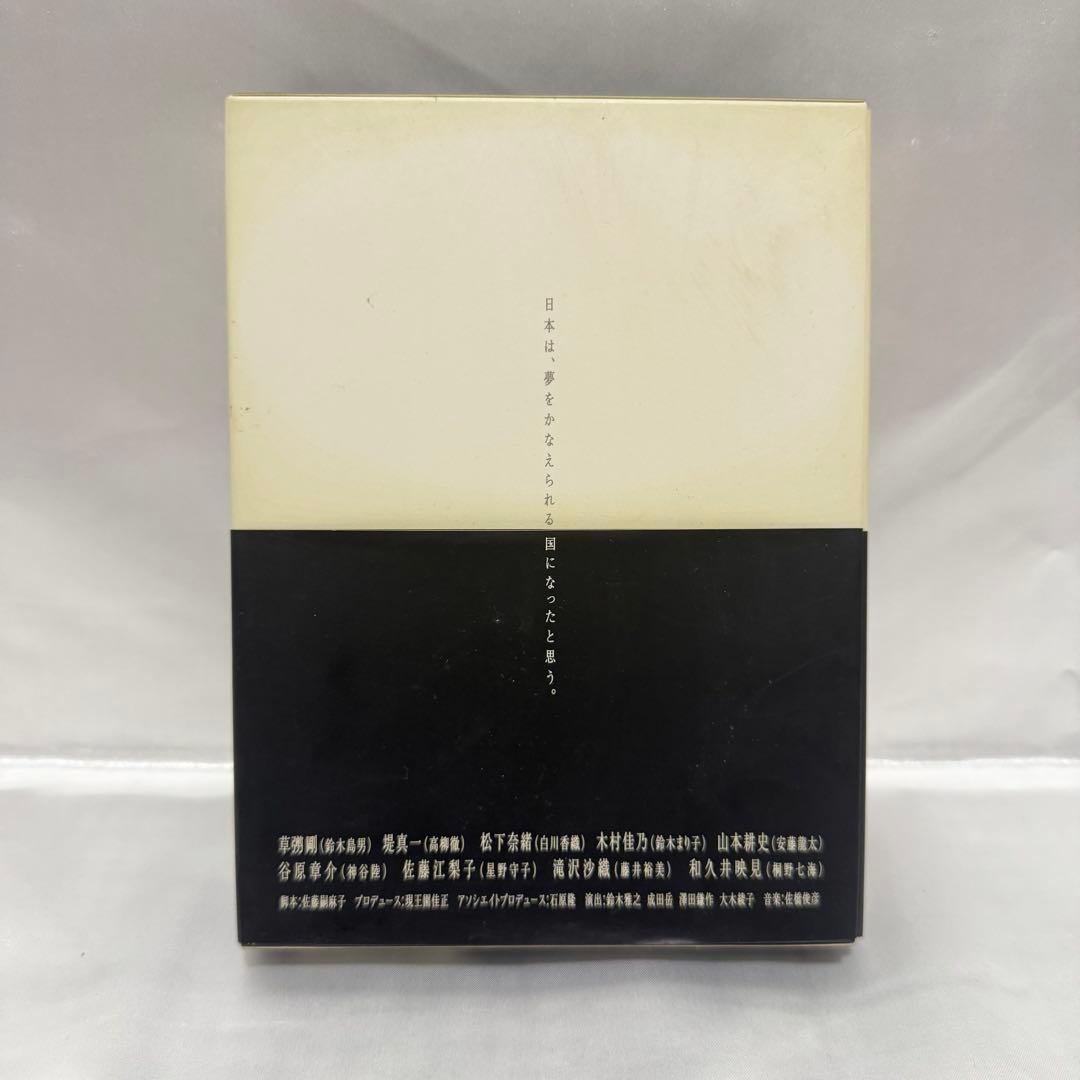 日本は、夢をかなえられる国になったと思う。
草彅剛(鈴木島男) 堤真一(高柳徹) 松下奈緒(白川香織) 木村佳乃(鈴木まり子) 山本耕史(安藤龍太)
谷原章介(神谷陸) 佐藤江梨子(星野守子) 滝沢沙織(藤井裕美) 和久井映見(桐野七海)
脚本:佐藤嗣麻子 プロデュース:現王園佳正 アソシエイトプロデュース:石原隆 演出:鈴木雅之 成田岳 澤田鎌作 大木綾子 音楽:佐橋俊彦